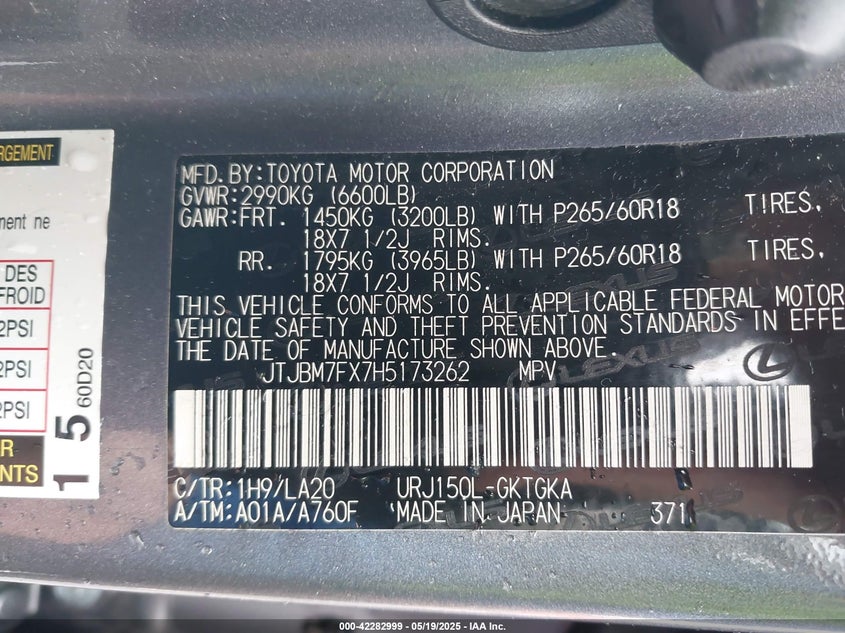 RGEMENT
ment ne
DES
FROID
2PSI
2PSI
2PSI
R
NTS
1 5
60D20
MFD. BY: TOYOTA MOTOR CORPORATION
GVWR: 2990KG (6600LB)
GAWR: FRT. 1450KG (3200LB) WITH P265/60R18 TIRES,
18X7 1/2J RIMS.
RR. 1795KG (3965LB) WITH P265/60R18 TIRES,
18X7 1/2J RIMS.
THIS VEHICLE CONFORMS TO ALL APPLICABLE FEDERAL MOTOR
VEHICLE SAFETY AND THEFT PREVENTION STANDARDS IN EFFE
THE DATE OF MANUFACTURE SHOWN ABOVE.
JTJBM7FX7H5173262 MPV
C/TR: 1H9/LA20 URJ150L-GKTGKA
A/TM: A01A/A760F MADE IN JAPAN 371
000-42282999 - 05/19/2025 - IAA Inc.